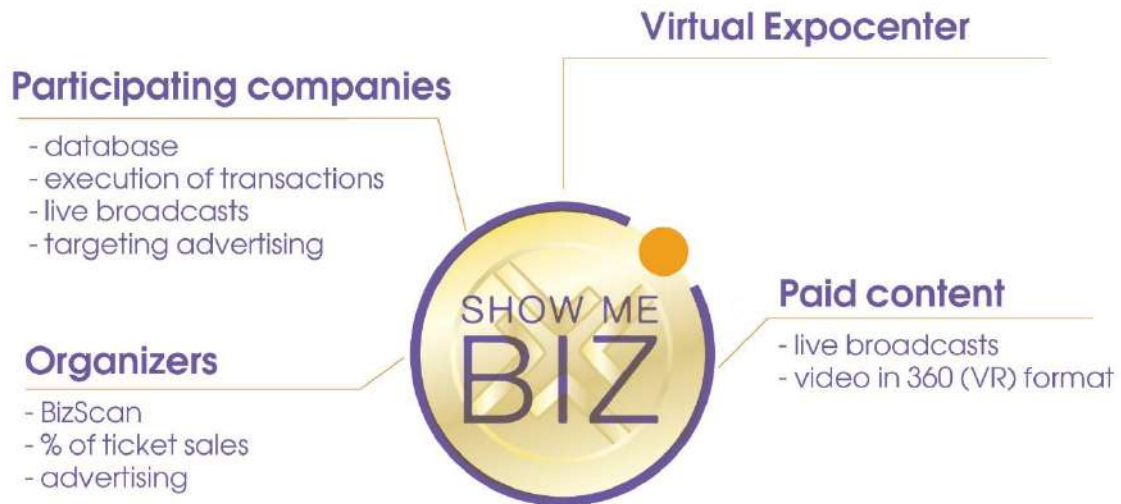 Virtual Expocenter
Participating companies
- database
- execution of transactions
- live broadcasts
- targeting advertising
SHOW ME
BIZ
Paid content
- live broadcasts
- video in 360 (VR) format
Organizers
- BizScan
- % of ticket sales
- advertising